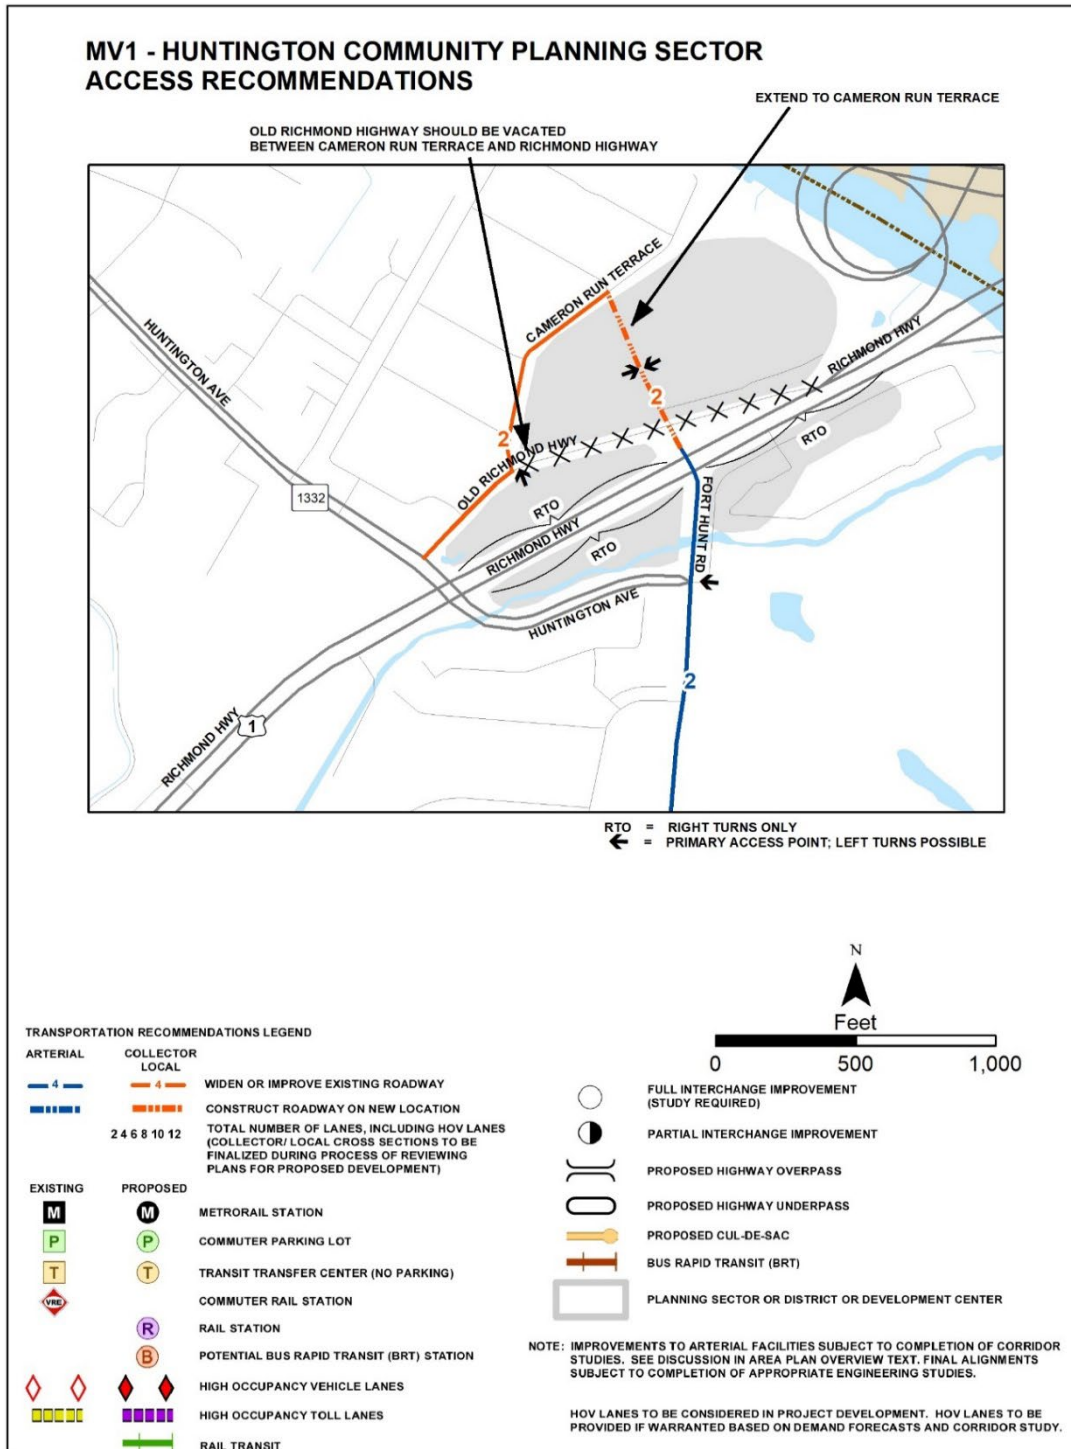 MV1 - HUNTINGTON COMMUNITY PLANNING SECTOR
ACCESS RECOMMENDATIONS
EXTEND TO CAMERON RUN TERRACE
OLD RICHMOND HIGHWAY SHOULD BE VACATED
BETWEEN CAMERON RUN TERRACE AND RICHMOND HIGHWAY
CAMERON RUN TERRACE
HUNTINGTON AVE
RICHMOND HWY
2
2
OLD RICHMOND HWY
RTO
1332
RTO
FORT HUNT RD
RICHMOND HWY
RTO
HUNTINGTON AVE
2
RICHMOND HWY
1
RTO = RIGHT TURNS ONLY
= PRIMARY ACCESS POINT; LEFT TURNS POSSIBLE
N
Feet
0 500 1,000
TRANSPORTATION RECOMMENDATIONS LEGEND
ARTERIAL COLLECTOR
LOCAL
4 4 WIDEN OR IMPROVE EXISTING ROADWAY
CONSTRUCT ROADWAY ON NEW LOCATION
2 4 6 8 10 12 TOTAL NUMBER OF LANES, INCLUDING HOV LANES
(COLLECTOR/ LOCAL CROSS SECTIONS TO BE
FINALIZED DURING PROCESS OF REVIEWING
PLANS FOR PROPOSED DEVELOPMENT)
EXISTING PROPOSED
M M METRORAIL STATION
P P COMMUTER PARKING LOT
T T TRANSIT TRANSFER CENTER (NO PARKING)
VRE COMMUTER RAIL STATION
R RAIL STATION
B POTENTIAL BUS RAPID TRANSIT (BRT) STATION
HIGH OCCUPANCY VEHICLE LANES
HIGH OCCUPANCY TOLL LANES
RAIL TRANSIT
FULL INTERCHANGE IMPROVEMENT
(STUDY REQUIRED)
PARTIAL INTERCHANGE IMPROVEMENT
PROPOSED HIGHWAY OVERPASS
PROPOSED HIGHWAY UNDERPASS
PROPOSED CUL-DE-SAC
BUS RAPID TRANSIT (BRT)
PLANNING SECTOR OR DISTRICT OR DEVELOPMENT CENTER
NOTE: IMPROVEMENTS TO ARTERIAL FACILITIES SUBJECT TO COMPLETION OF CORRIDOR
STUDIES. SEE DISCUSSION IN AREA PLAN OVERVIEW TEXT. FINAL ALIGNMENTS
SUBJECT TO COMPLETION OF APPROPRIATE ENGINEERING STUDIES.
HOV LANES TO BE CONSIDERED IN PROJECT DEVELOPMENT. HOV LANES TO BE
PROVIDED IF WARRANTED BASED ON DEMAND FORECASTS AND CORRIDOR STUDY.